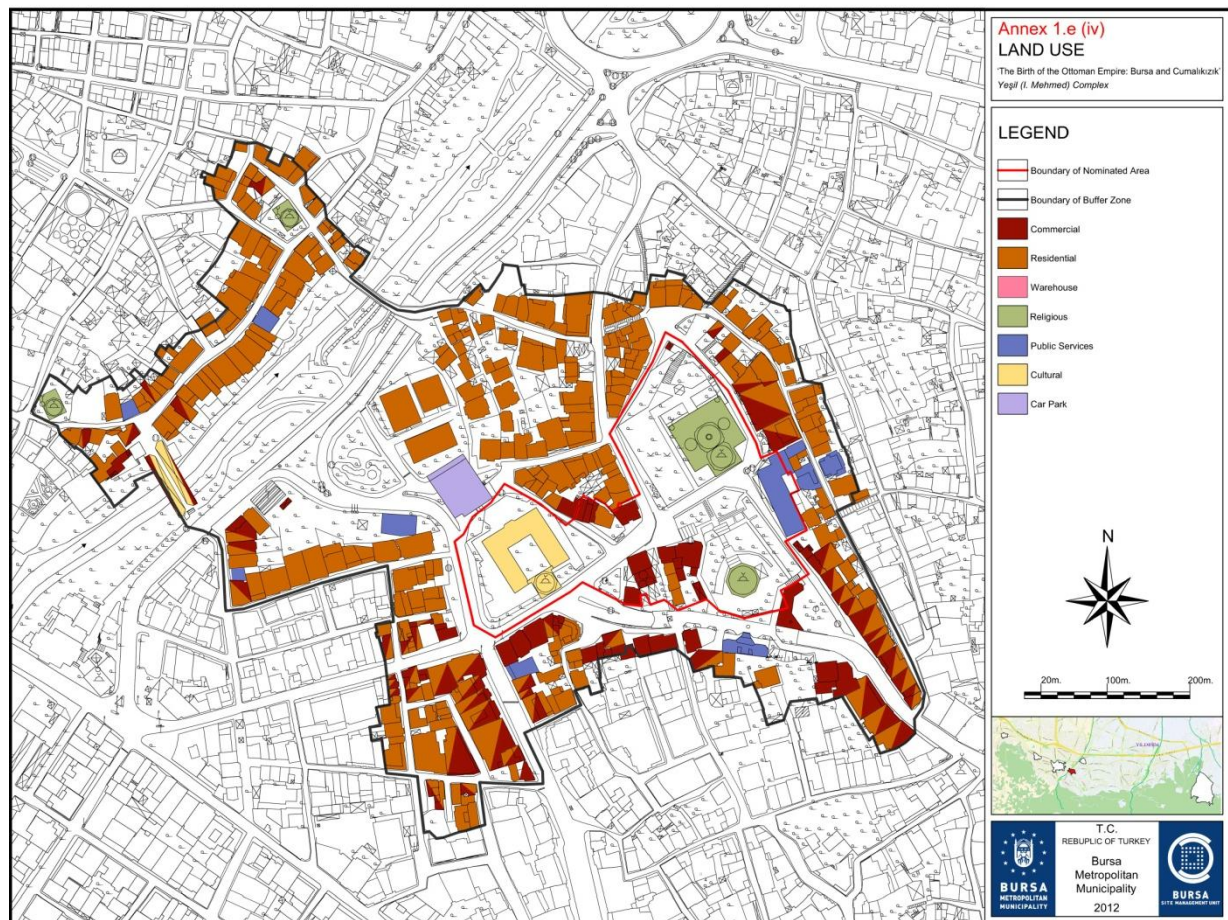 Annex 1.e (iv)
LAND USE
'The Birth of the Ottoman Empire: Bursa and Cumalıkızık'
Yeşil (I. Mehmed) Complex
LEGEND
Boundary of Nominated Area
Boundary of Buffer Zone
Commercial
Residential
Warehouse
Religious
Public Services
Cultural
Car Park
N
20m. 100m. 200m.
YILDIRIM
BURSA
METROPOLITAN
MUNICIPALITY
T.C.
REBUPLIC OF TURKEY
Bursa
Metropolitan
Municipality
2012
BURSA
SITE MANAGEMENT UNIT